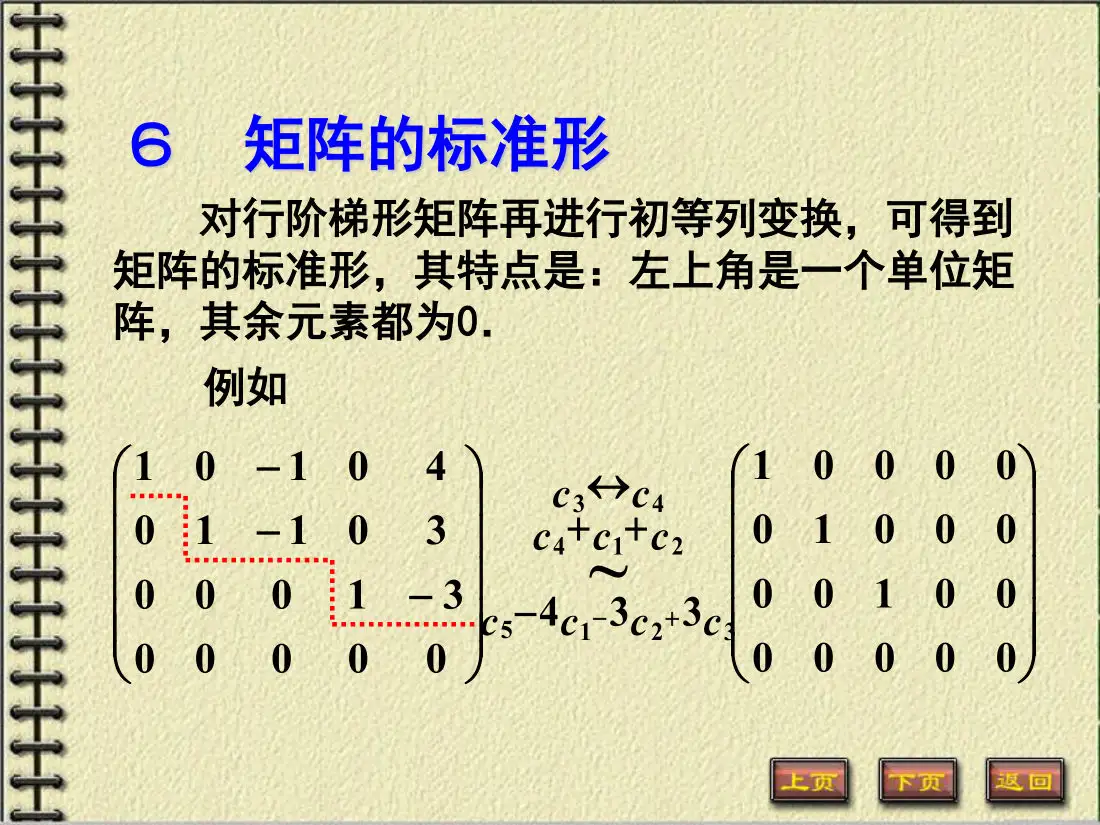 6 矩阵的标准形
对行阶梯形矩阵再进行初等列变换，可得到
矩阵的标准形，其特点是：左上角是一个单位矩
阵，其余元素都为0．
例如
1 0 −1 0 4
0 1 −1 0 3
0 0 0 1 −3
0 0 0 0 0
c₃↔c₄
c₄+c₁+c₂
~
c₅−4c₁−3c₂+3c₃
1 0 0 0 0
0 1 0 0 0
0 0 1 0 0
0 0 0 0 0
上页 下页 返回